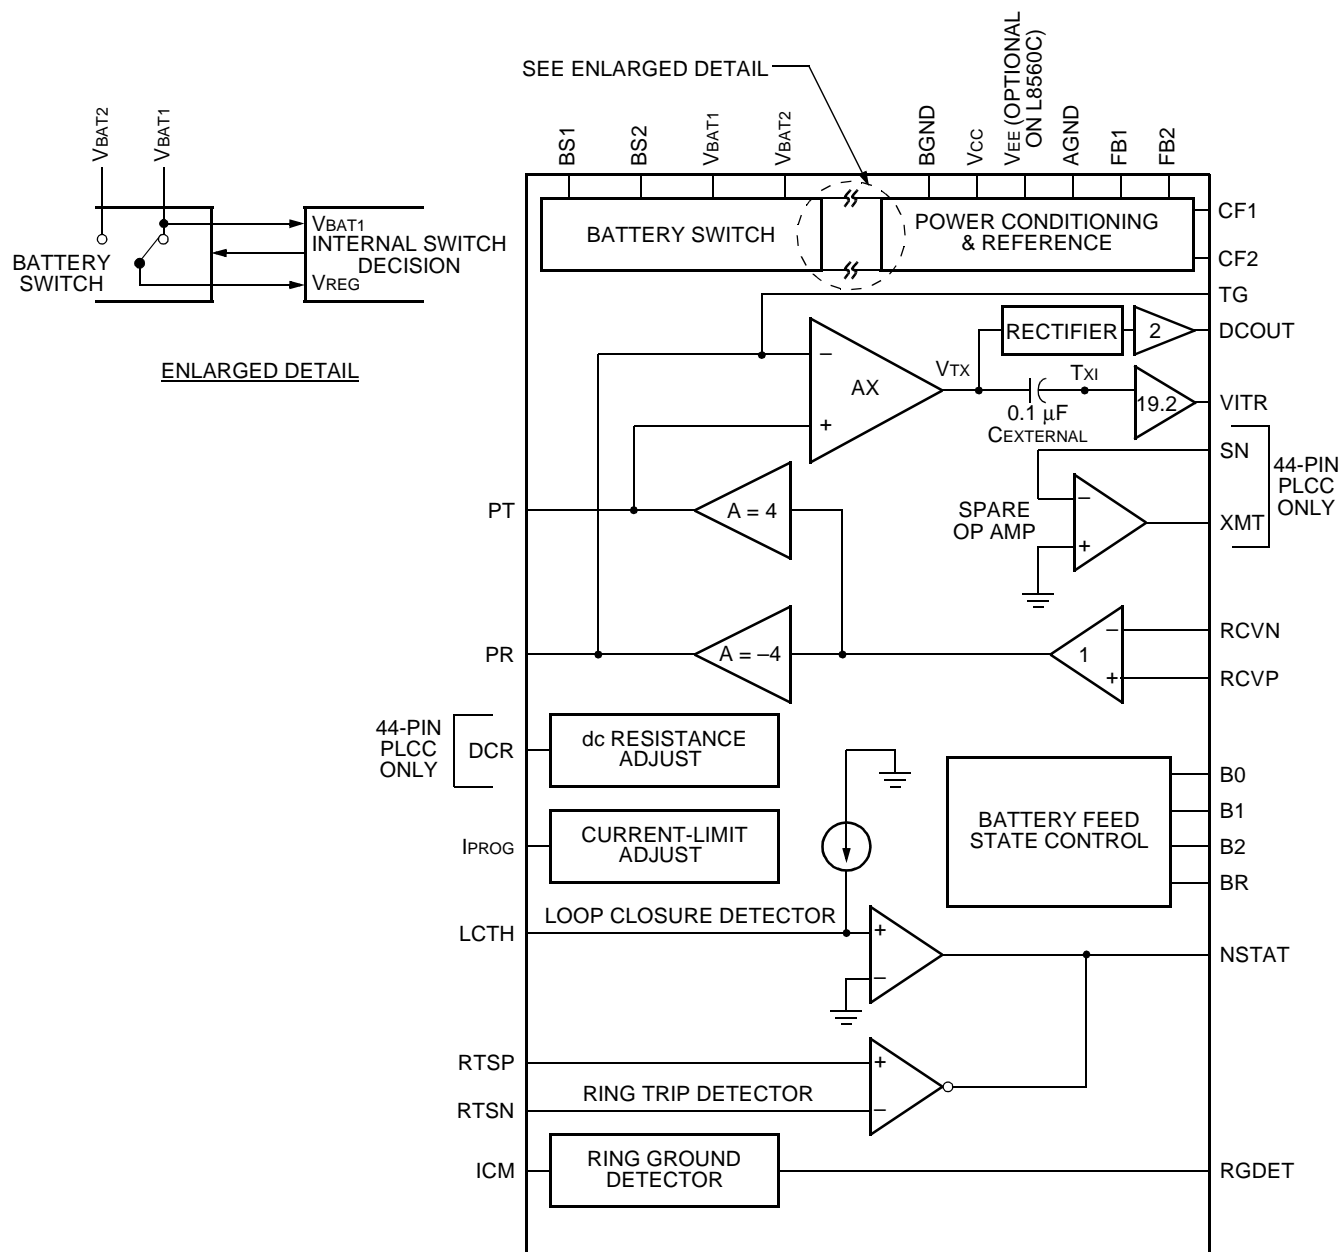 SEE ENLARGED DETAIL
VBAT2
VBAT1
BS1
BS2
VBAT1
VBAT2
BGND
VCC
VEE (OPTIONAL
ON L8560C)
AGND
FB1
FB2
BATTERY SWITCH
POWER CONDITIONING
& REFERENCE
CF1
CF2
BATTERY
SWITCH
VBAT1
INTERNAL SWITCH
DECISION
VREG
ENLARGED DETAIL
TG
RECTIFIER
2
DCOUT
–
AX
+
VTX
TXI
0.1 µF
CEXTERNAL
19.2
VITR
SN
44-PIN
PLCC
ONLY
SPARE
OP AMP
–
+
XMT
PT
A = 4
PR
A = –4
1
–
+
RCVN
RCVP
44-PIN
PLCC
ONLY
DCR
dc RESISTANCE
ADJUST
IPROG
CURRENT-LIMIT
ADJUST
BATTERY FEED
STATE CONTROL
B0
B1
B2
BR
LCTH
LOOP CLOSURE DETECTOR
+
–
NSTAT
RTSP
RTSN
RING TRIP DETECTOR
+
–
ICM
RING GROUND
DETECTOR
RGDET